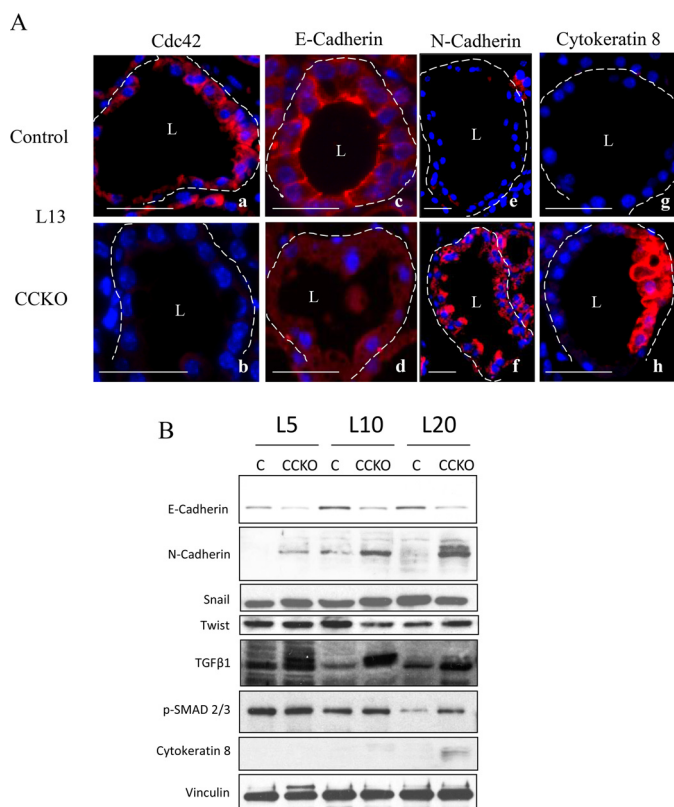 A
Cdc42 E-Cadherin N-Cadherin Cytokeratin 8
Control
L L L L
a c e g
L13
CCKO
L L L L
b d f h
B
L5 L10 L20
C CCKO C CCKO C CCKO
E-Cadherin
N-Cadherin
Snail
Twist
TGFβ1
p-SMAD 2/3
Cytokeratin 8
Vinculin